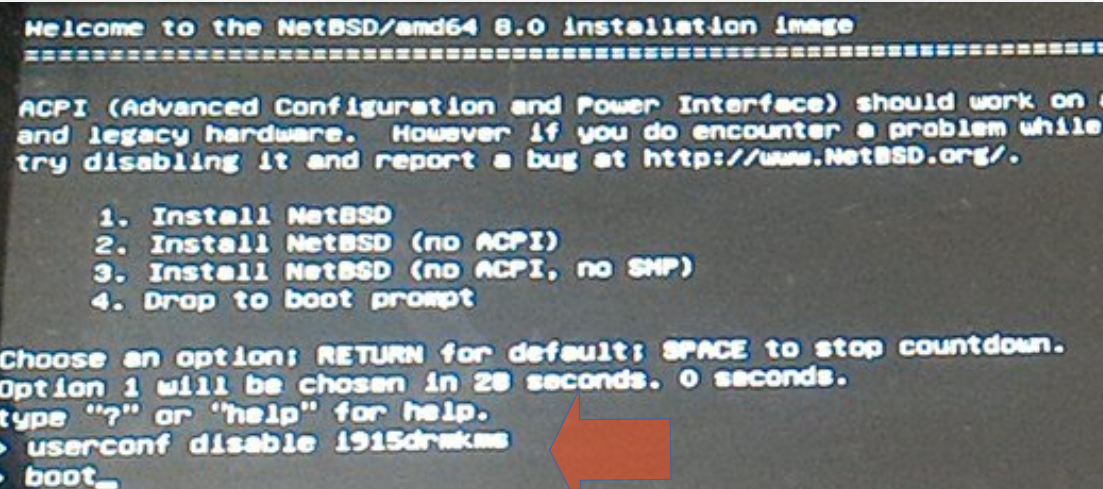 Welcome to the NetBSD/amd64 8.0 installation image
================================================================
ACPI (Advanced Configuration and Power Interface) should work on
and legacy hardware.  However if you do encounter a problem while
try disabling it and report a bug at http://www.NetBSD.org/.
1. Install NetBSD
2. Install NetBSD (no ACPI)
3. Install NetBSD (no ACPI, no SMP)
4. Drop to boot prompt
Choose an option; RETURN for default; SPACE to stop countdown.
Option 1 will be chosen in 28 seconds. 0 seconds.
type "?" or "help" for help.
> userconf disable i915drmkms
> boot_